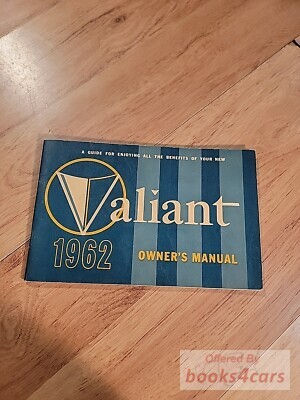 A GUIDE FOR ENJOYING ALL THE BENEFITS OF YOUR NEW
Valiant
1962
OWNER'S MANUAL
Offered By
books4cars